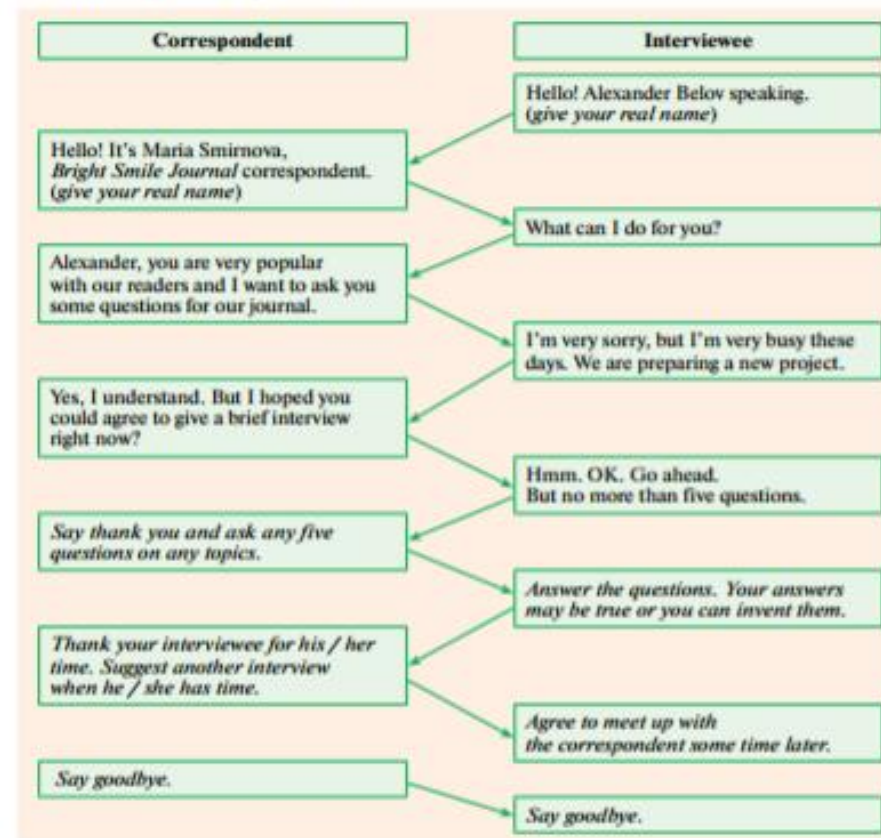 Correspondent
Interviewee
Hello! Alexander Belov speaking.
(give your real name)
Hello! It's Maria Smirnova,
Bright Smile Journal correspondent.
(give your real name)
What can I do for you?
Alexander, you are very popular
with our readers and I want to ask you
some questions for our journal.
I'm very sorry, but I'm very busy these
days. We are preparing a new project.
Yes, I understand. But I hoped you
could agree to give a brief interview
right now?
Hmm. OK. Go ahead.
But no more than five questions.
Say thank you and ask any five
questions on any topics.
Answer the questions. Your answers
may be true or you can invent them.
Thank your interviewee for his / her
time. Suggest another interview
when he / she has time.
Agree to meet up with
the correspondent some time later.
Say goodbye.
Say goodbye.